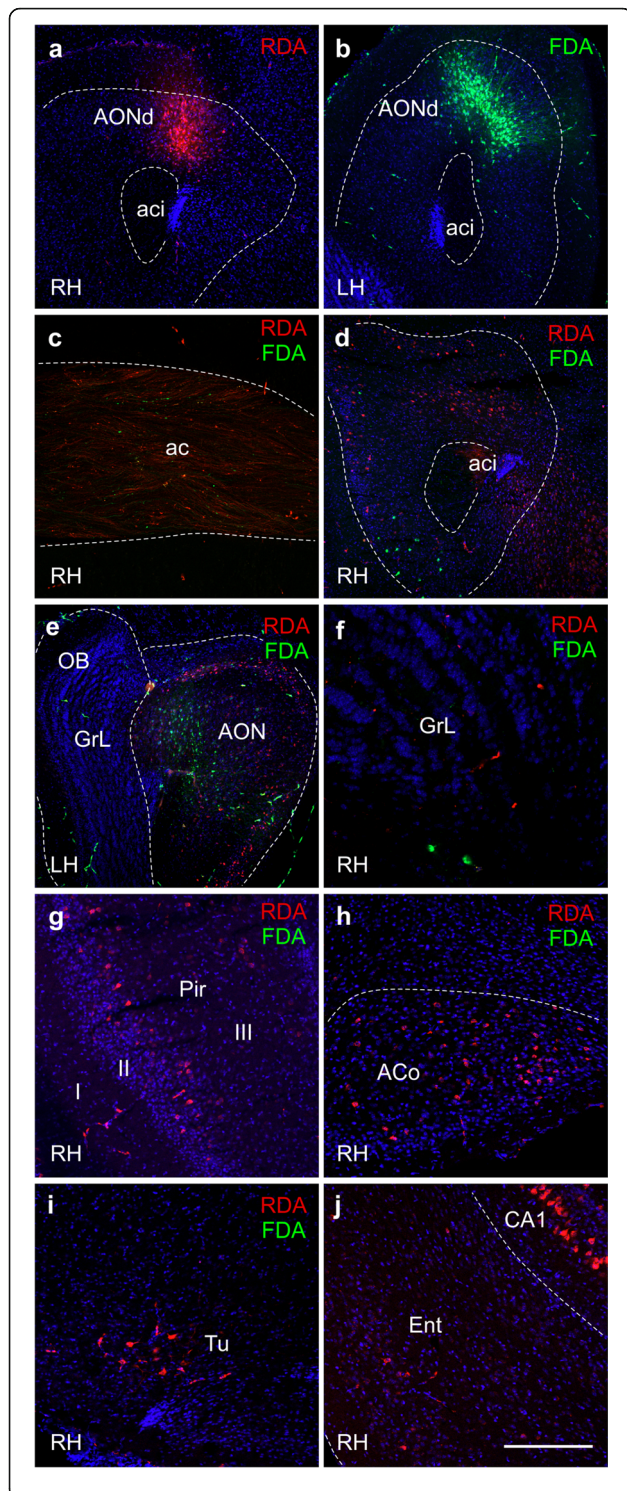 a RDA
AONd
aci
RH
b FDA
AONd
aci
LH
c RDA
FDA
ac
RH
d RDA
FDA
aci
RH
e RDA
FDA
OB
GrL AON
LH
f RDA
FDA
GrL
RH
g RDA
FDA
Pir
III
II
I
RH
h RDA
FDA
ACo
RH
i RDA
FDA
Tu
RH
j
CA1
Ent
RH